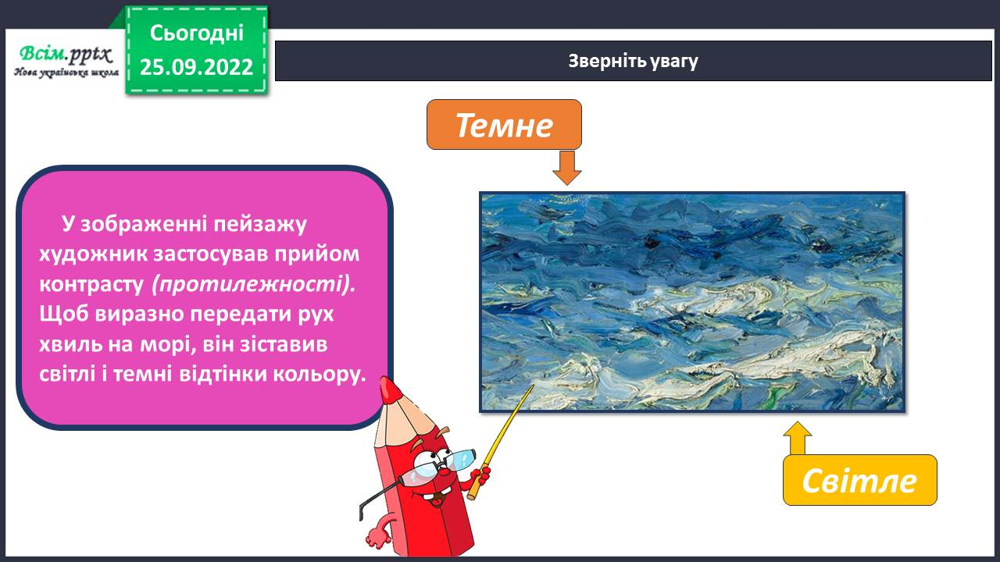 Сьогодні
25.09.2022
Всім.pptx
Нова українська школа
Зверніть увагу
Темне
У зображенні пейзажу
художник застосував прийом
контрасту (протилежності).
Щоб виразно передати рух
хвиль на морі, він зіставив
світлі і темні відтінки кольору.
Світле